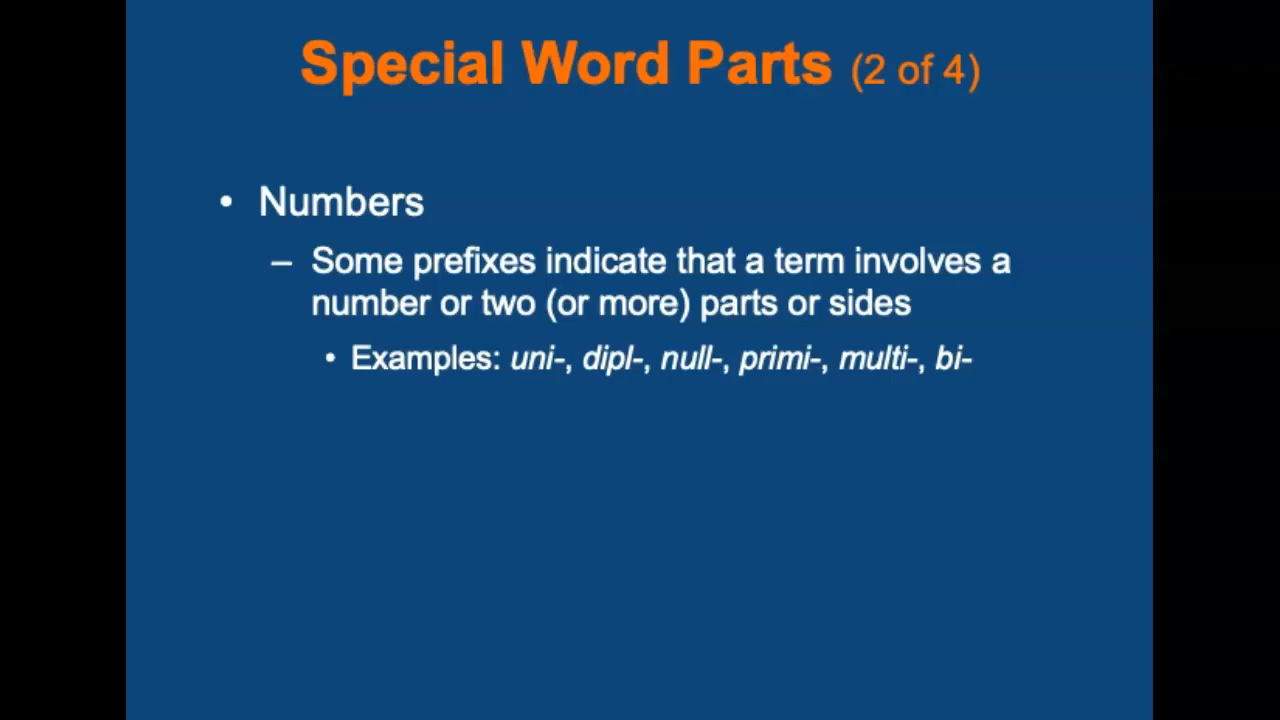 Special Word Parts (2 of 4)
• Numbers
– Some prefixes indicate that a term involves a
number or two (or more) parts or sides
• Examples: uni-, dipl-, null-, primi-, multi-, bi-